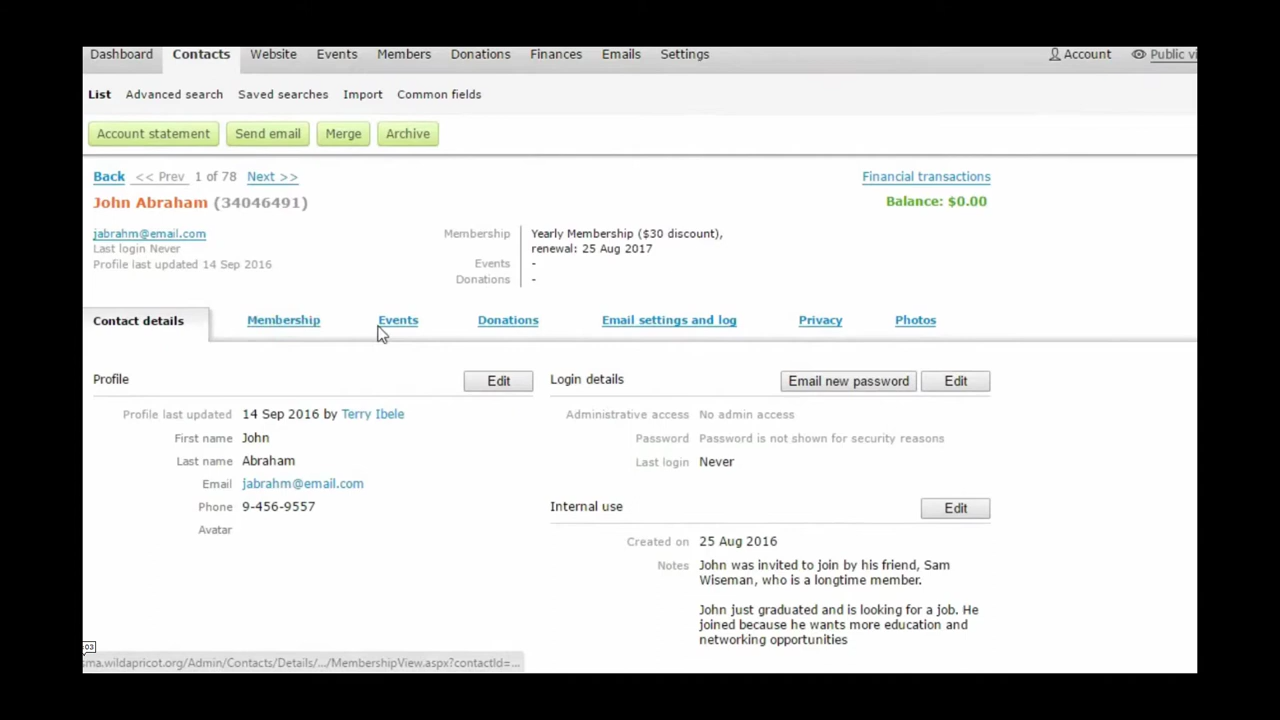 Dashboard Contacts Website Events Members Donations Finances Emails Settings Account Public vi
List Advanced search Saved searches Import Common fields
Account statement Send email Merge Archive
Back << Prev 1 of 78 Next >> Financial transactions
John Abraham (34046491) Balance: $0.00
jabrahm@email.com Membership Yearly Membership ($30 discount),
Last login Never renewal: 25 Aug 2017
Profile last updated 14 Sep 2016 Events -
Donations -
Contact details Membership Events Donations Email settings and log Privacy Photos
Profile Edit Login details Email new password Edit
Profile last updated 14 Sep 2016 by Terry Ibele Administrative access No admin access
First name John Password Password is not shown for security reasons
Last name Abraham Last login Never
Email jabrahm@email.com
Phone 9-456-9557 Internal use Edit
Avatar
Created on 25 Aug 2016
Notes John was invited to join by his friend, Sam
Wiseman, who is a longtime member.
John just graduated and is looking for a job. He
joined because he wants more education and
networking opportunities
03
sma.wildapricot.org/Admin/Contacts/Details/.../MembershipView.aspx?contactId=...